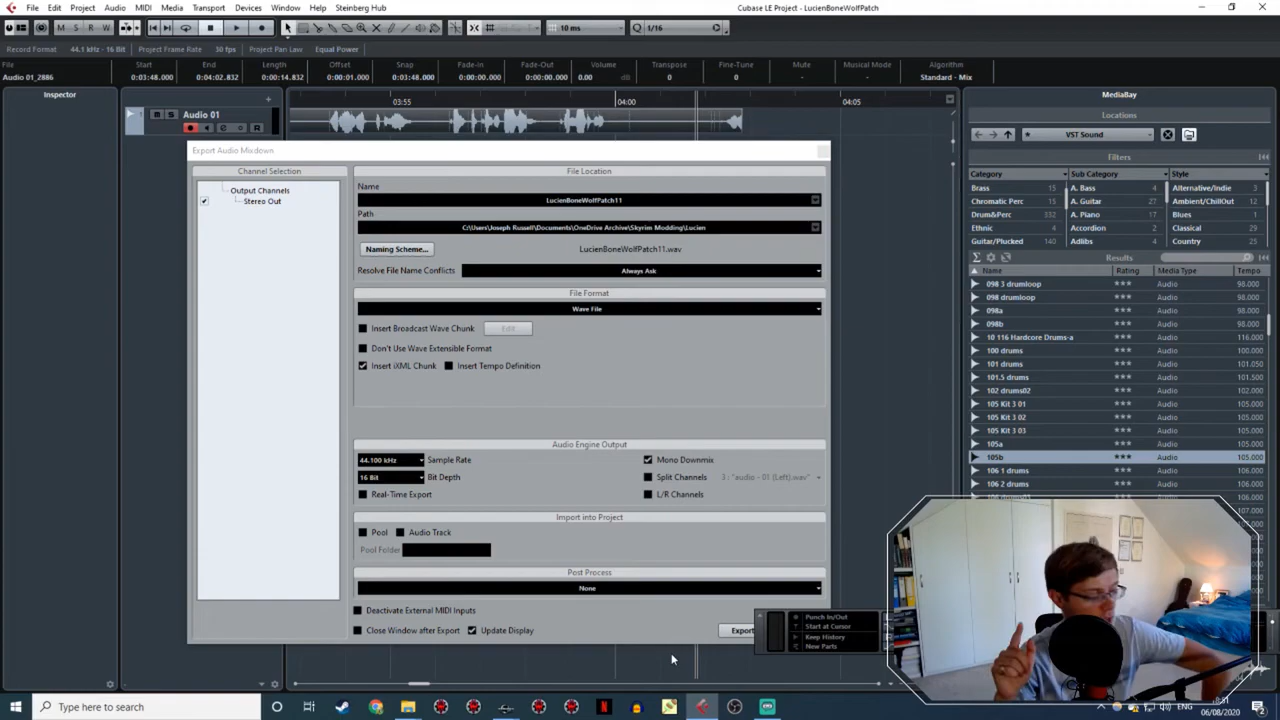 File Edit Project Audio MIDI Media Transport Devices Window Help Steinberg Hub
Cubase LE Project - LucienBoneWolfPatch
M S R W
10 ms
Q 1/16
Record Format 44.1 kHz - 16 Bit Project Frame Rate 30 fps Project Pan Law Equal Power
File Start End Length Offset Snap Fade-In Fade-Out Volume Transpose Fine-Tune Mute Musical Mode Algorithm
Audio 01_2886 0:03:48.000 0:04:02.832 0:00:14.832 0:00:01.000 0:03:48.000 0:00:00.000 0:00:00.000 0.00 dB 0 0 - - Standard - Mix
Inspector
M S Audio 01
R
03:55 04:00 04:05
MediaBay
Locations
VST Sound
Filters
Category Sub Category Style
Brass 15 A. Bass 4 Alternative/Indie 3
Chromatic Perc 15 A. Guitar 27 Ambient/ChillOut 12
Drum&Perc 332 A. Piano 17 Blues 1
Ethnic 4 Accordion 2 Classical 29
Guitar/Plucked 140 Adlibs 4 Country 25
Results
Name Rating Media Type Tempo
098 3 drumloop *** Audio 98.000
098 drumloop *** Audio 98.000
098a *** Audio 98.000
098b *** Audio 98.000
10 116 Hardcore Drums-a *** Audio 116.000
100 drums *** Audio 100.000
101 drums *** Audio 101.050
101.5 drums *** Audio 101.500
102 drums02 *** Audio 102.000
105 Kit 3 01 *** Audio 105.000
105 Kit 3 02 *** Audio 105.000
105 Kit 3 03 *** Audio 105.000
105a *** Audio 105.000
105b *** Audio 105.000
106 1 drums *** Audio 106.000
106 2 drums *** Audio 106.000
Export Audio Mixdown
Channel Selection
Output Channels
Stereo Out
File Location
Name
LucienBoneWolfPatch11
Path
C:\Users\Joseph Russell\Documents\OneDrive Archive\Skyrim Modding\Lucien
Naming Scheme... LucienBoneWolfPatch11.wav
Resolve File Name Conflicts Always Ask
File Format
Wave File
Insert Broadcast Wave Chunk Edit
Don't Use Wave Extensible Format
Insert iXML Chunk Insert Tempo Definition
Audio Engine Output
44.100 kHz Sample Rate Mono Downmix
16 Bit Bit Depth Split Channels 3 : "audio - 01 (Left).wav"
Real-Time Export L/R Channels
Import into Project
Pool Audio Track
Pool Folder
Post Process
None
Deactivate External MIDI Inputs
Close Window after Export Update Display Export
Punch In/Out
Start at Cursor
Keep History
New Parts
Type here to search
ENG
06/08/2020